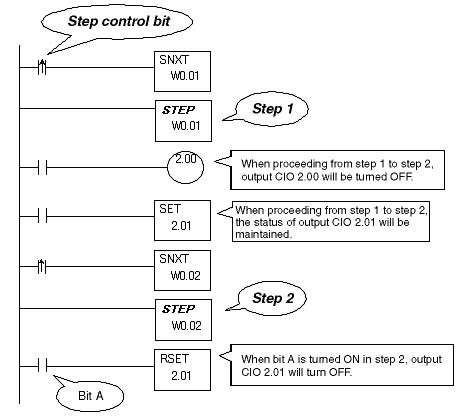 Step control bit
SNXT
W0.01
STEP
W0.01
Step 1
2.00
When proceeding from step 1 to step 2,
output CIO 2.00 will be turned OFF.
SET
2.01
When proceeding from step 1 to step 2,
the status of output CIO 2.01 will be
maintained.
SNXT
W0.02
STEP
W0.02
Step 2
RSET
2.01
When bit A is turned ON in step 2, output
CIO 2.01 will turn OFF.
Bit A